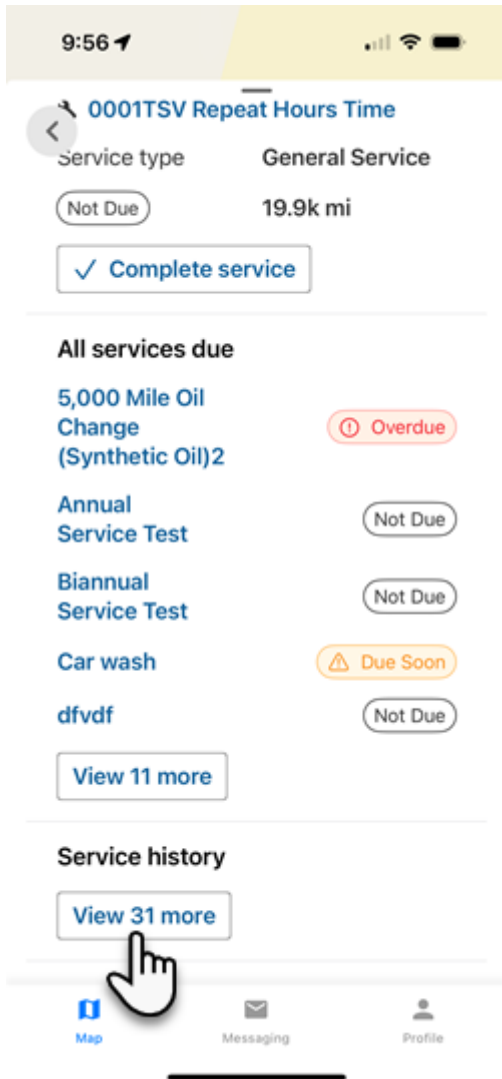 9:56
0001TSV Repeat Hours Time
Service type General Service
Not Due 19.9k mi
Complete service
All services due
5,000 Mile Oil
Change
(Synthetic Oil)2
Overdue
Annual
Service Test
Not Due
Biannual
Service Test
Not Due
Car wash Due Soon
dfvdf Not Due
View 11 more
Service history
View 31 more
Map Messaging Profile